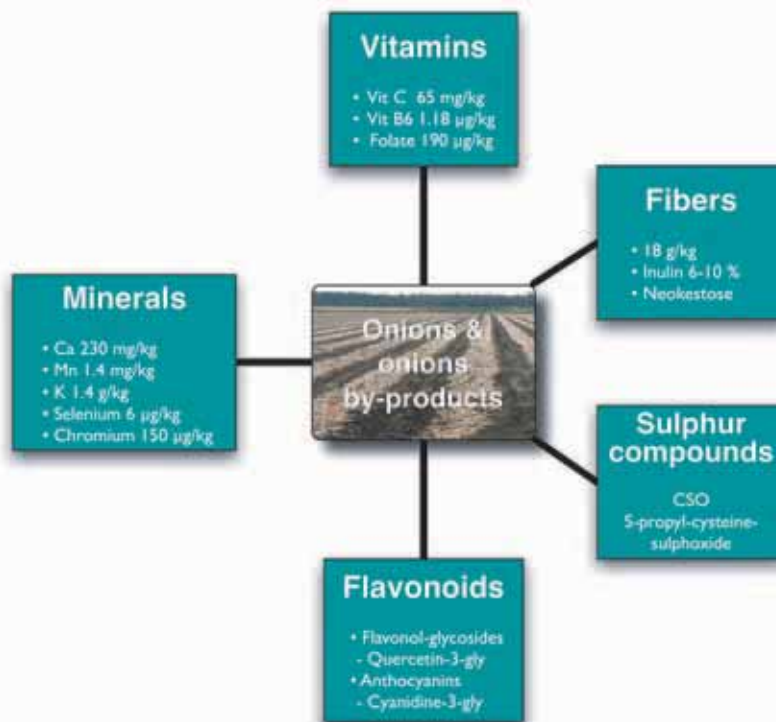 Vitamins
• Vit C 65 mg/kg
• Vit B6 1.18 µg/kg
• Folate 190 µg/kg
Fibers
• 18 g/kg
• Inulin 6-10 %
• Neokestose
Minerals
• Ca 230 mg/kg
• Mn 1.4 mg/kg
• K 1.4 g/kg
• Selenium 6 µg/kg
• Chromium 150 µg/kg
Onions &
onions
by-products
Sulphur
compounds
CSO
S-propyl-cysteine-
sulphoxide
Flavonoids
• Flavonol-glycosides
- Quercetin-3-gly
• Anthocyanins
- Cyanidine-3-gly